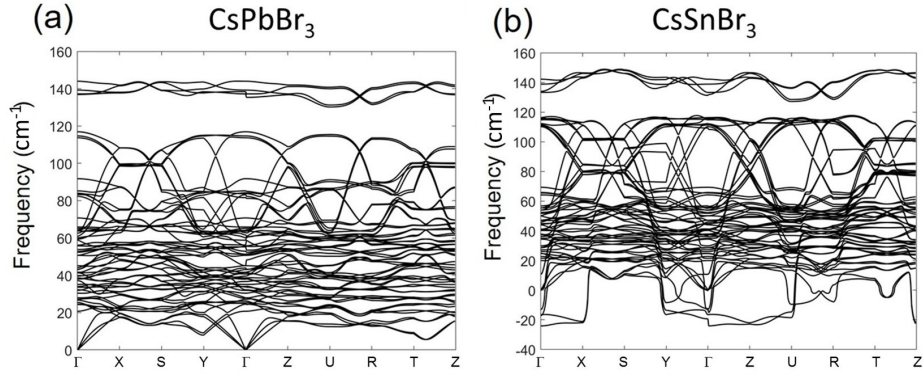 (a)
CsPbBr3
Frequency (cm-1)
160
140
120
100
80
60
40
20
0
Γ X S Y Γ Z U R T Z
(b)
CsSnBr3
Frequency (cm-1)
160
140
120
100
80
60
40
20
0
-20
-40
Γ X S Y Γ Z U R T Z